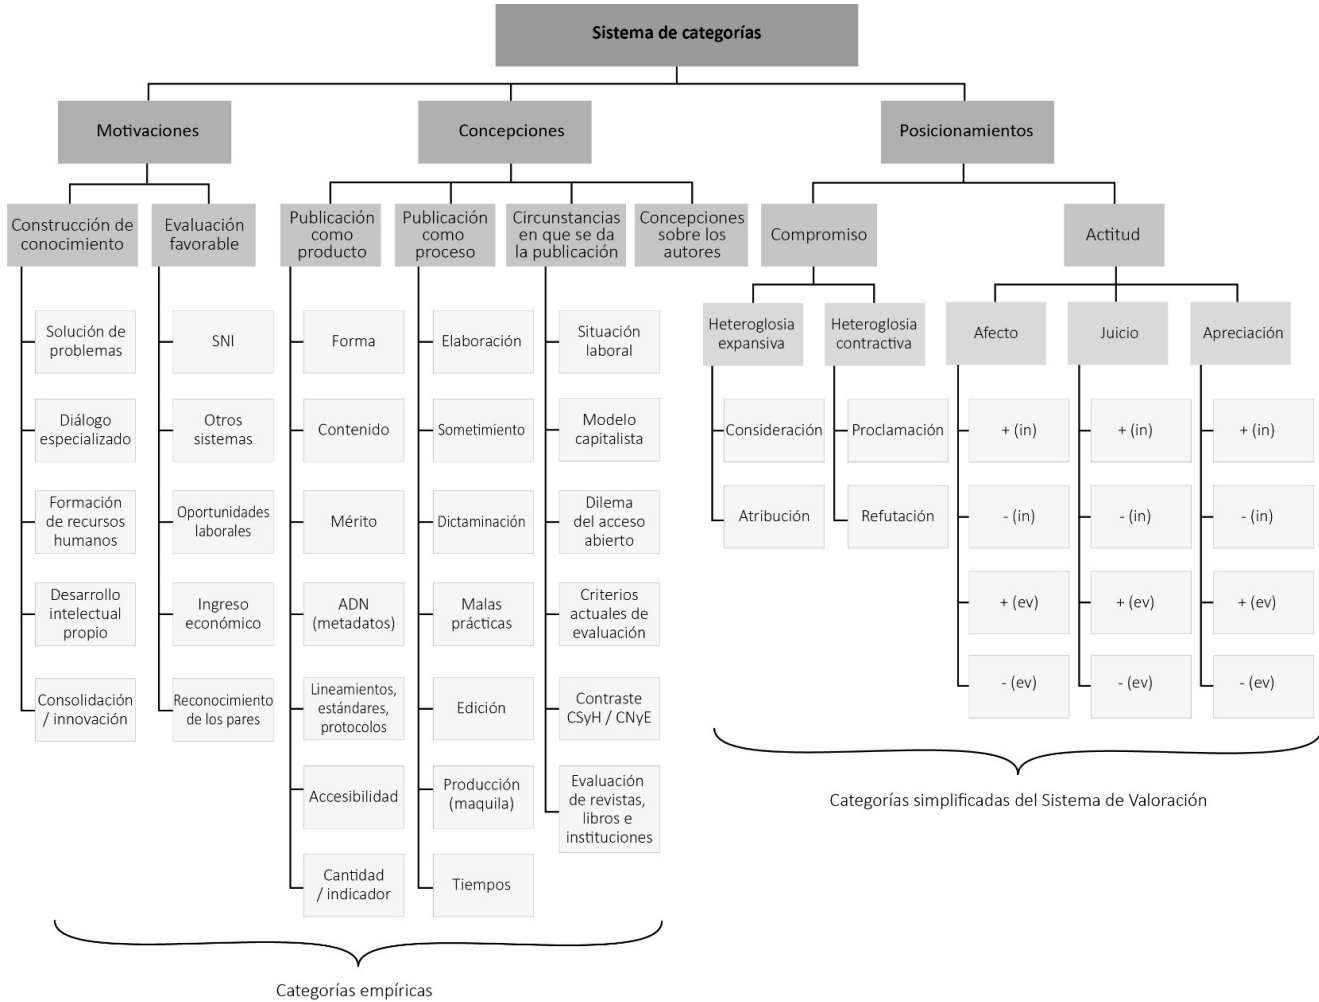 Sistema de categorías
Motivaciones
Concepciones
Posicionamientos
Construcción de
conocimiento
Evaluación
favorable
Publicación
como
producto
Publicación
como
proceso
Circunstancias
en que se da
la publicación
Concepciones
sobre los
autores
Compromiso
Actitud
Solución de
problemas
Diálogo
especializado
Formación
de recursos
humanos
Desarrollo
intelectual
propio
Consolidación
/ innovación
SNI
Otros
sistemas
Oportunidades
laborales
Ingreso
económico
Reconocimiento
de los pares
Forma
Contenido
Mérito
ADN
(metadatos)
Lineamientos,
estándares,
protocolos
Accesibilidad
Cantidad
/ indicador
Elaboración
Sometimiento
Dictaminación
Malas
prácticas
Edición
Producción
(maquila)
Tiempos
Situación
laboral
Modelo
capitalista
Dilema
del acceso
abierto
Criterios
actuales de
evaluación
Contraste
CSyH / CNyE
Evaluación
de revistas,
libros e
instituciones
Heteroglosia
expansiva
Consideración
Atribución
Heteroglosia
contractiva
Proclamación
Refutación
Afecto
+ (in)
- (in)
+ (ev)
- (ev)
Juicio
+ (in)
- (in)
+ (ev)
- (ev)
Apreciación
+ (in)
- (in)
+ (ev)
- (ev)
Categorías simplificadas del Sistema de Valoración
Categorías empíricas